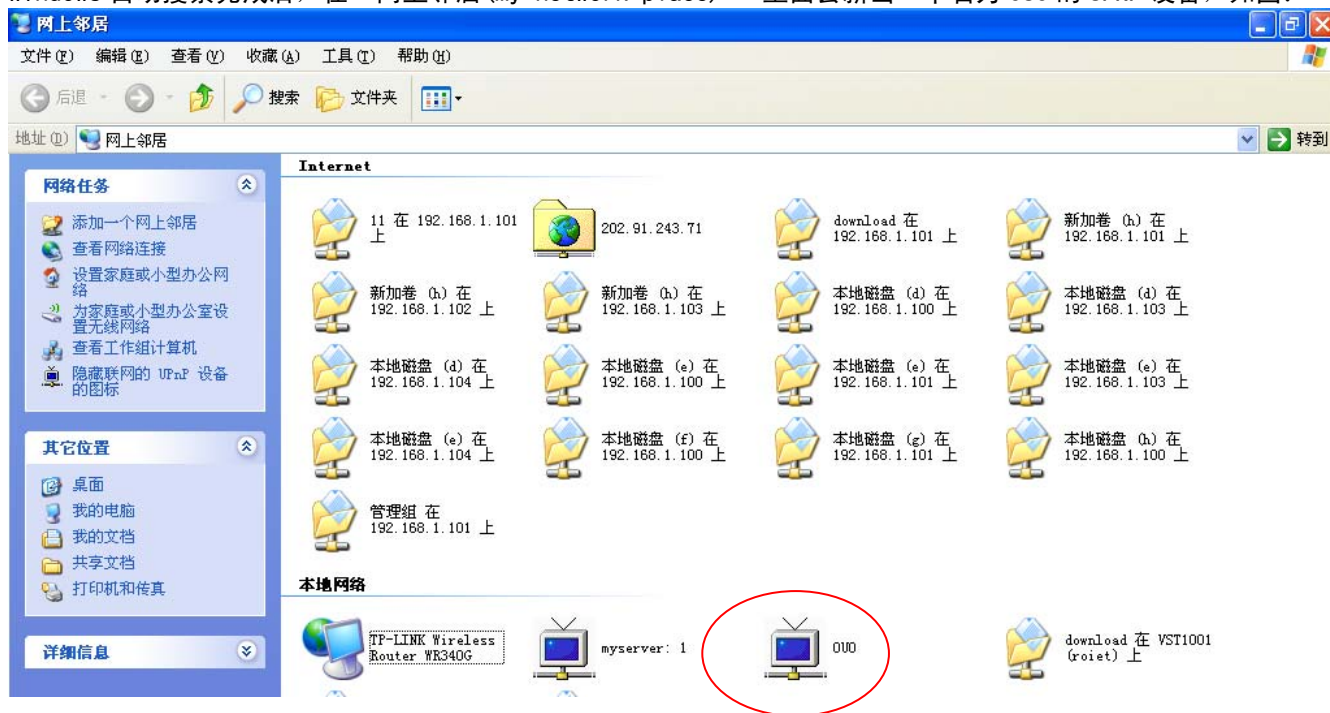 网上邻居
文件(F) 编辑(E) 查看(V) 收藏(A) 工具(T) 帮助(H)
后退 搜索 文件夹
地址(D) 网上邻居 转到
网络任务
添加一个网上邻居
查看网络连接
设置家庭或小型办公网
络
为家庭或小型办公室设
置无线网络
查看工作组计算机
隐藏联网的 UPnP 设备
的图标
其它位置
桌面
我的电脑
我的文档
共享文档
打印机和传真
详细信息
Internet
11 在 192.168.1.101
上
202.91.243.71
download 在
192.168.1.101 上
新加卷 (h) 在
192.168.1.101 上
新加卷 (h) 在
192.168.1.102 上
新加卷 (h) 在
192.168.1.103 上
本地磁盘 (d) 在
192.168.1.100 上
本地磁盘 (d) 在
192.168.1.103 上
本地磁盘 (d) 在
192.168.1.104 上
本地磁盘 (e) 在
192.168.1.100 上
本地磁盘 (e) 在
192.168.1.101 上
本地磁盘 (e) 在
192.168.1.103 上
本地磁盘 (e) 在
192.168.1.104 上
本地磁盘 (f) 在
192.168.1.100 上
本地磁盘 (g) 在
192.168.1.101 上
本地磁盘 (h) 在
192.168.1.100 上
管理组 在
192.168.1.101 上
本地网络
TP-LINK Wireless
Router WR340G
myserver: 1
OUO
download 在 VST1001
(roiet) 上